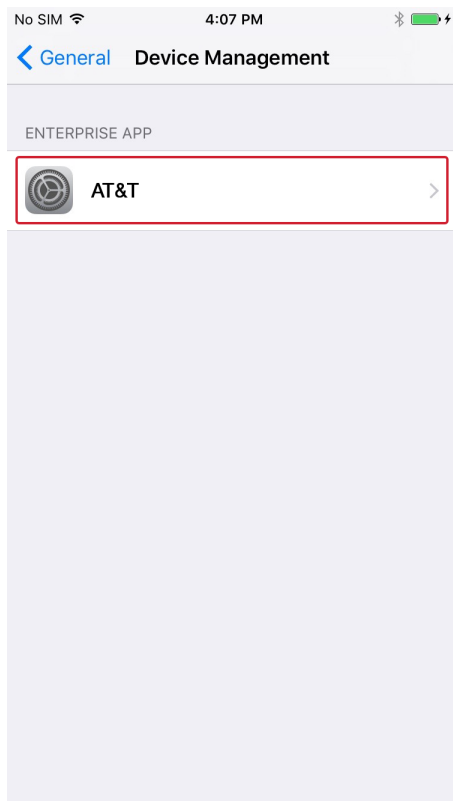 No SIM 4:07 PM
General Device Management
ENTERPRISE APP
AT&T